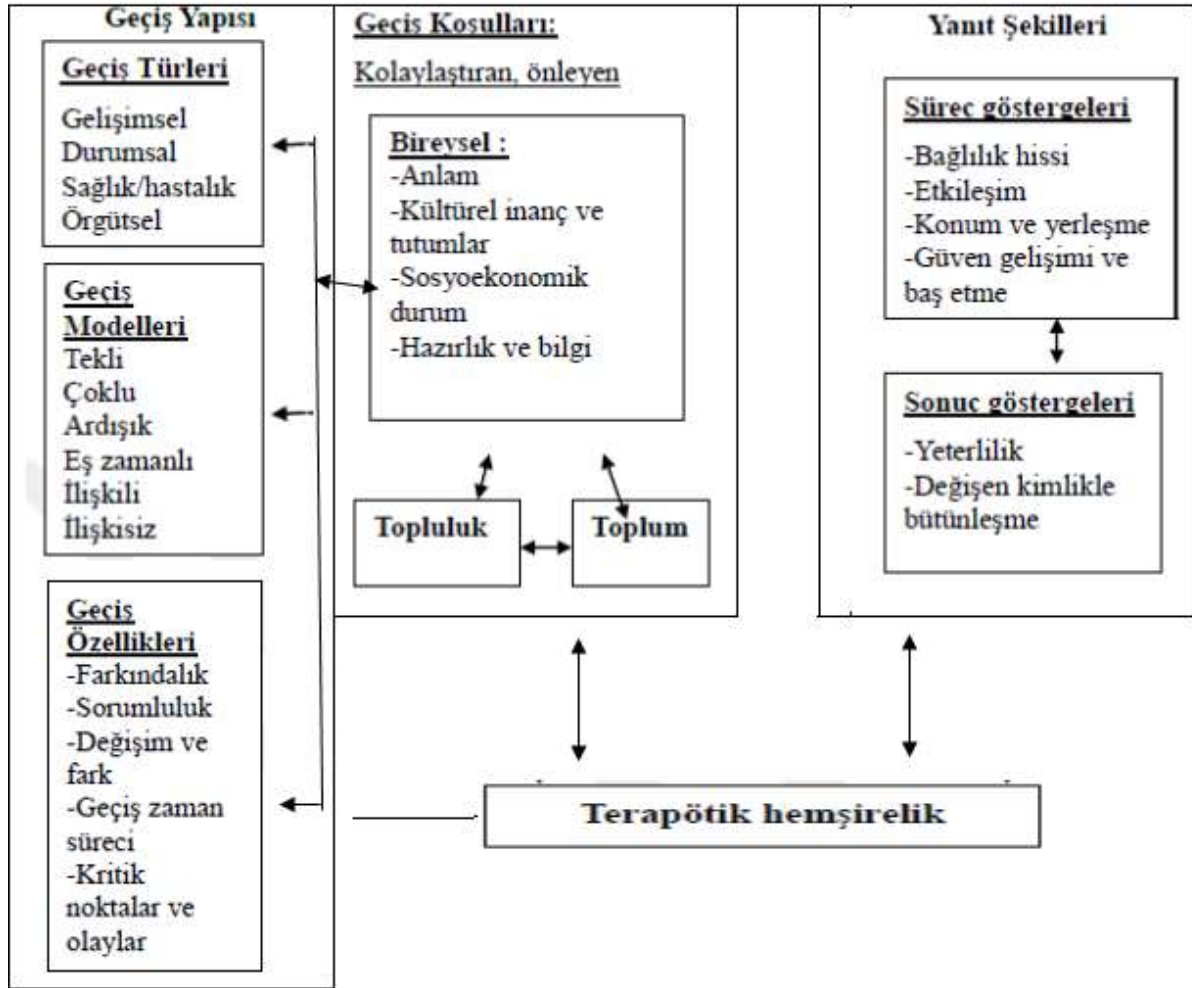 Geçiş Yapısı
Geçiş Türleri
Gelişimsel
Durumsal
Sağlık/hastalık
Örgütsel
Geçiş
Modelleri
Tekli
Çoklu
Ardışık
Eş zamanlı
İlişkili
İlişkisiz
Geçiş
Özellikleri
-Farkındalık
-Sorumluluk
-Değişim ve
fark
-Geçiş zaman
süreci
-Kritik
noktalar ve
olaylar
Geçiş Koşulları:
Kolaylaştıran, önleyen
Bireysel :
-Anlam
-Kültürel inanç ve
tutumlar
-Sosyoekonomik
durum
-Hazırlık ve bilgi
Topluluk
Toplum
Yanıt Şekilleri
Süreç göstergeleri
-Bağlılık hissi
-Etkileşim
-Konum ve yerleşme
-Güven gelişimi ve
baş etme
Sonuç göstergeleri
-Yeterlilik
-Değişen kimlikle
bütünleşme
Terapötik hemşirelik